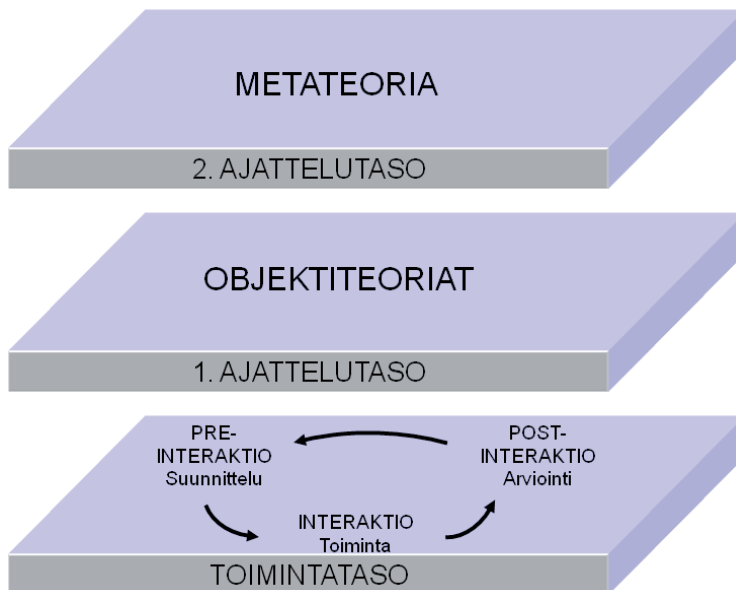 METATEORIA
2. AJATTELUTASO
OBJEKTITEORIAT
1. AJATTELUTASO
PRE-
INTERAKTIO
Suunnittelu
POST-
INTERAKTIO
Arviointi
INTERAKTIO
Toiminta
TOIMINTATASO